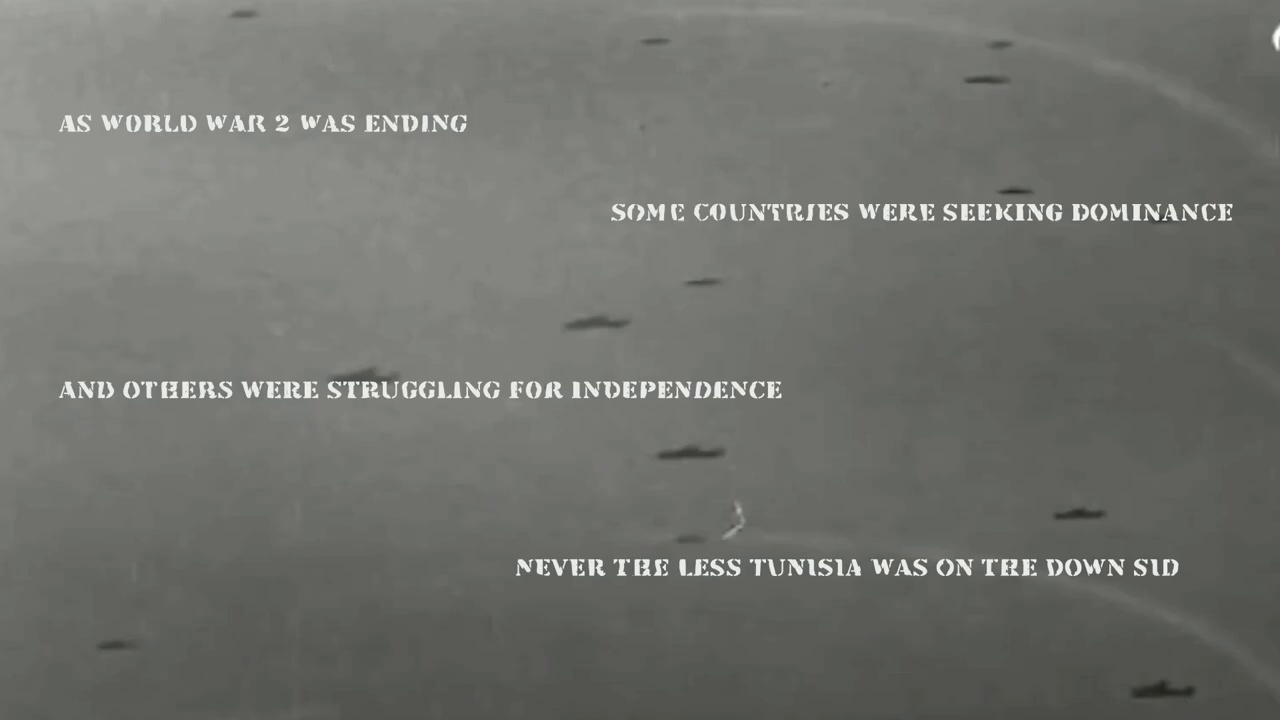 AS WORLD WAR 2 WAS ENDING
SOME COUNTRIES WERE SEEKING DOMINANCE
AND OTHERS WERE STRUGGLING FOR INDEPENDENCE
NEVER THE LESS TUNISIA WAS ON THE DOWN SID